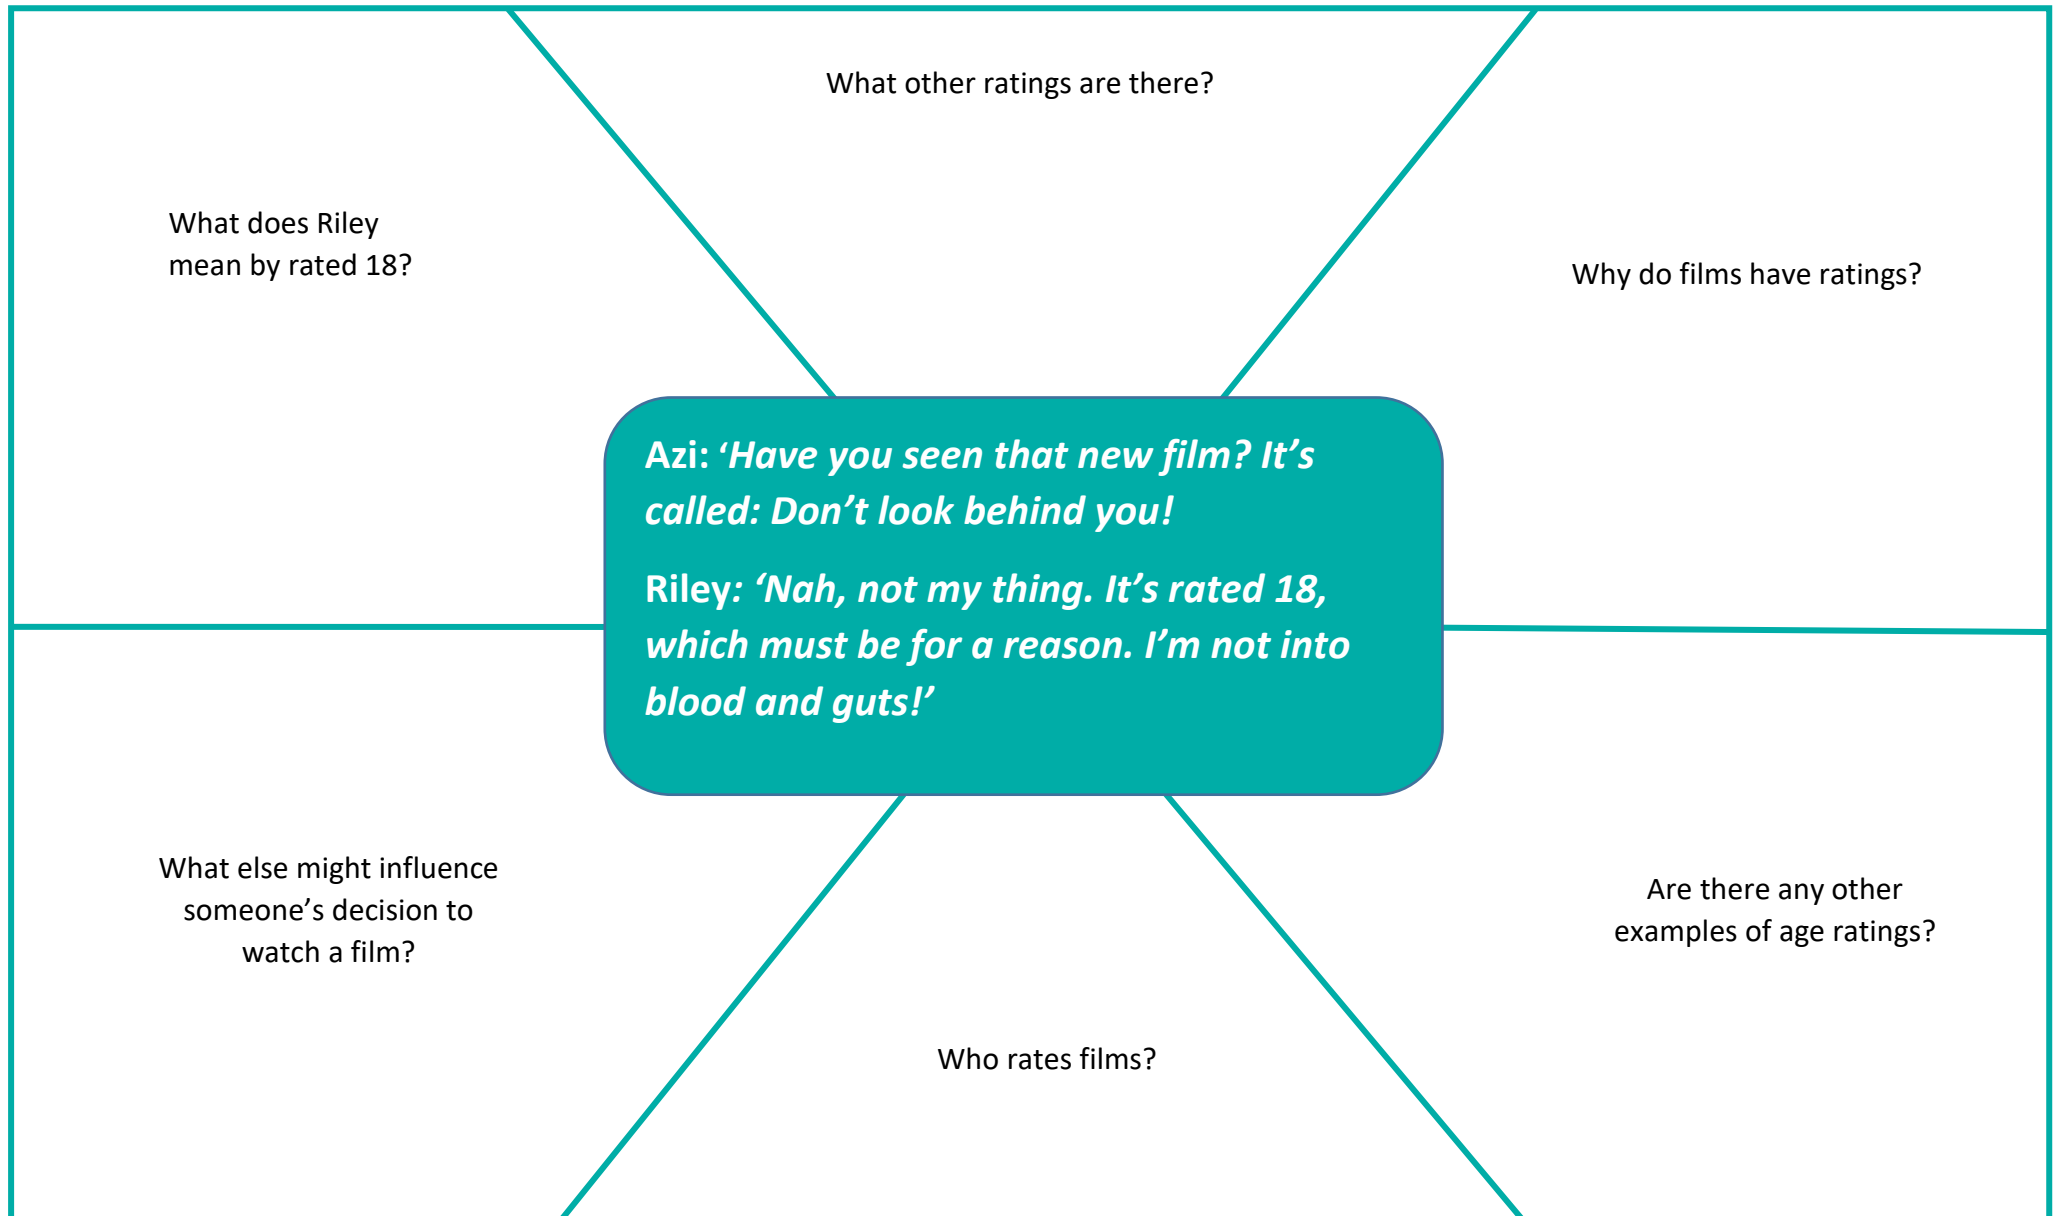 What other ratings are there?
What does Riley
mean by rated 18?
Why do films have ratings?
Azi: ‘Have you seen that new film? It’s
called: Don’t look behind you!
Riley: ‘Nah, not my thing. It’s rated 18,
which must be for a reason. I’m not into
blood and guts!’
What else might influence
someone’s decision to
watch a film?
Are there any other
examples of age ratings?
Who rates films?